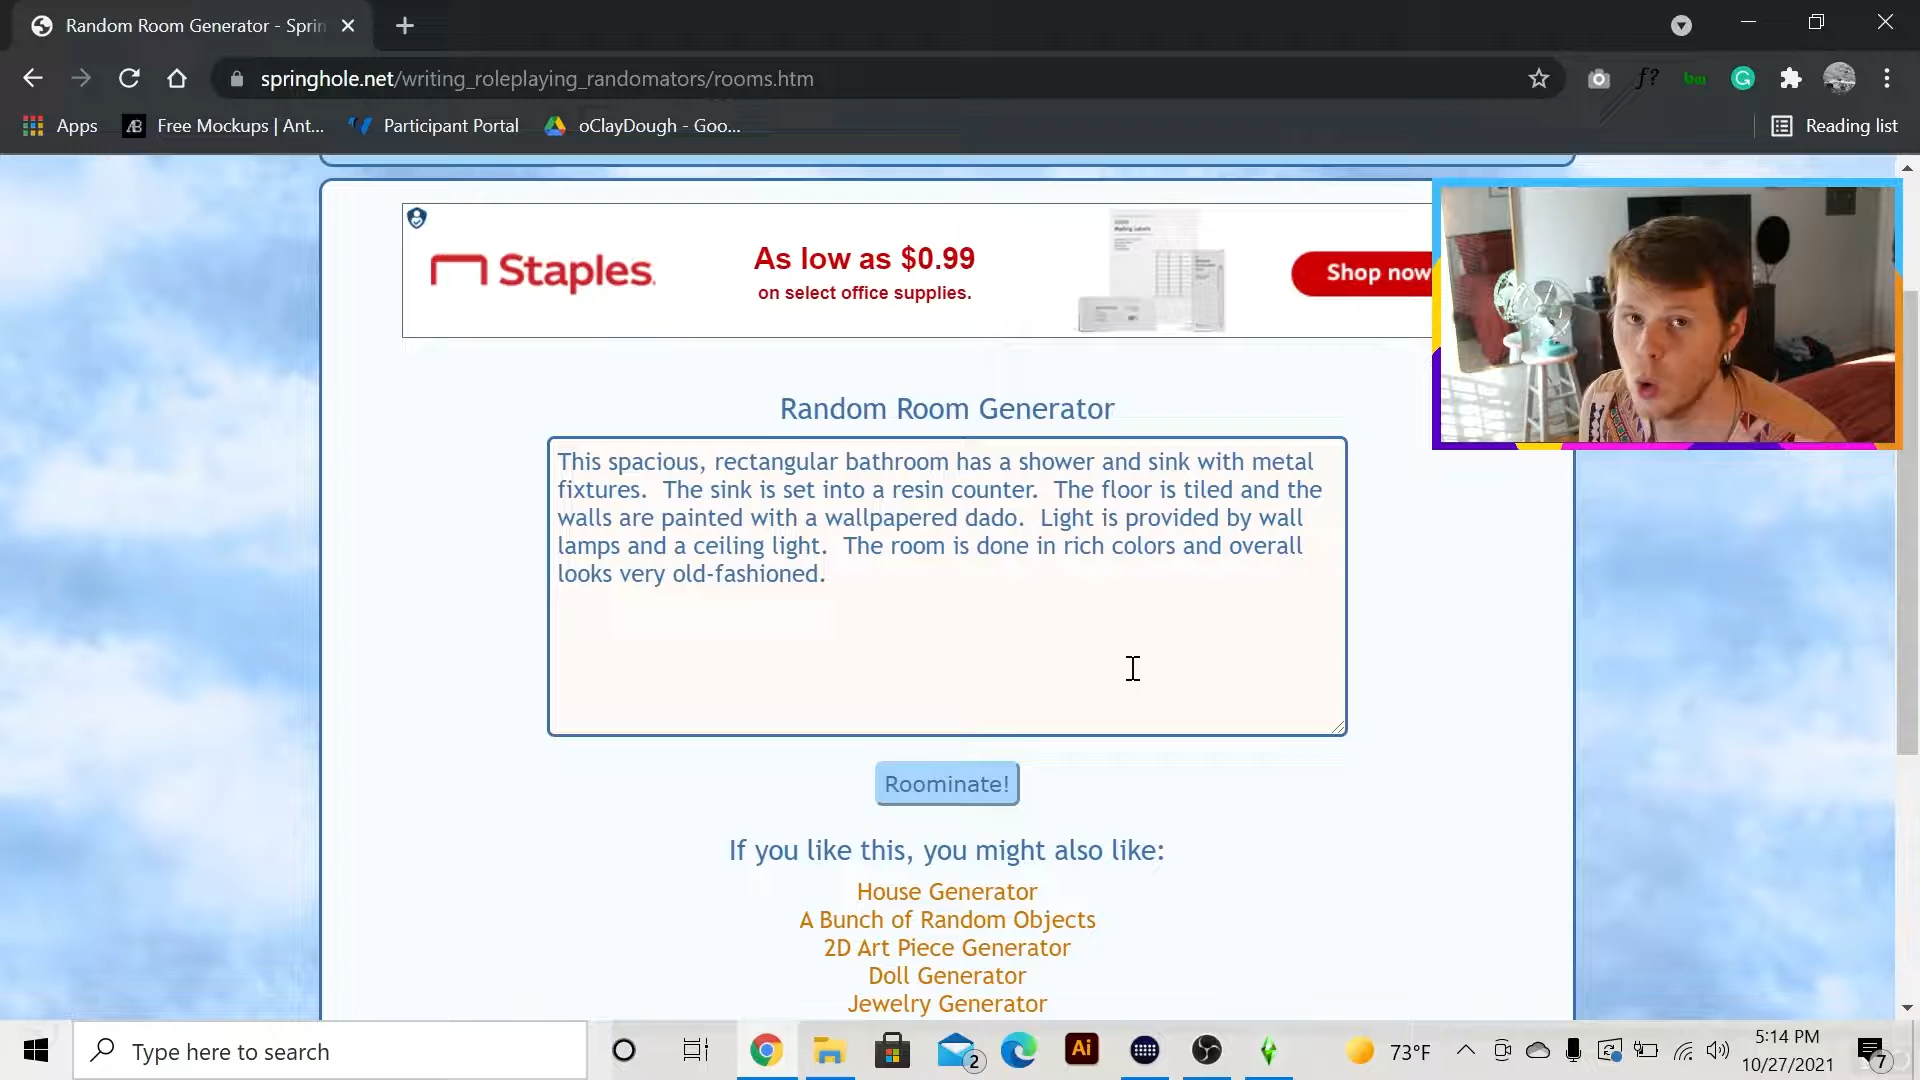 Random Room Generator - Sprin
springhole.net/writing_roleplaying_randomators/rooms.htm
f?
Apps
AB
Free Mockups | Ant...
Participant Portal
oClayDough - Goo...
Reading list
Staples.
As low as $0.99
on select office supplies.
Mailing Labels
Shop now
Random Room Generator
This spacious, rectangular bathroom has a shower and sink with metal
fixtures.  The sink is set into a resin counter.  The floor is tiled and the
walls are painted with a wallpapered dado.  Light is provided by wall
lamps and a ceiling light.  The room is done in rich colors and overall
looks very old-fashioned.
Roominate!
If you like this, you might also like:
House Generator
A Bunch of Random Objects
2D Art Piece Generator
Doll Generator
Jewelry Generator
Type here to search
2
Ai
73°F
5:14 PM
10/27/2021
7